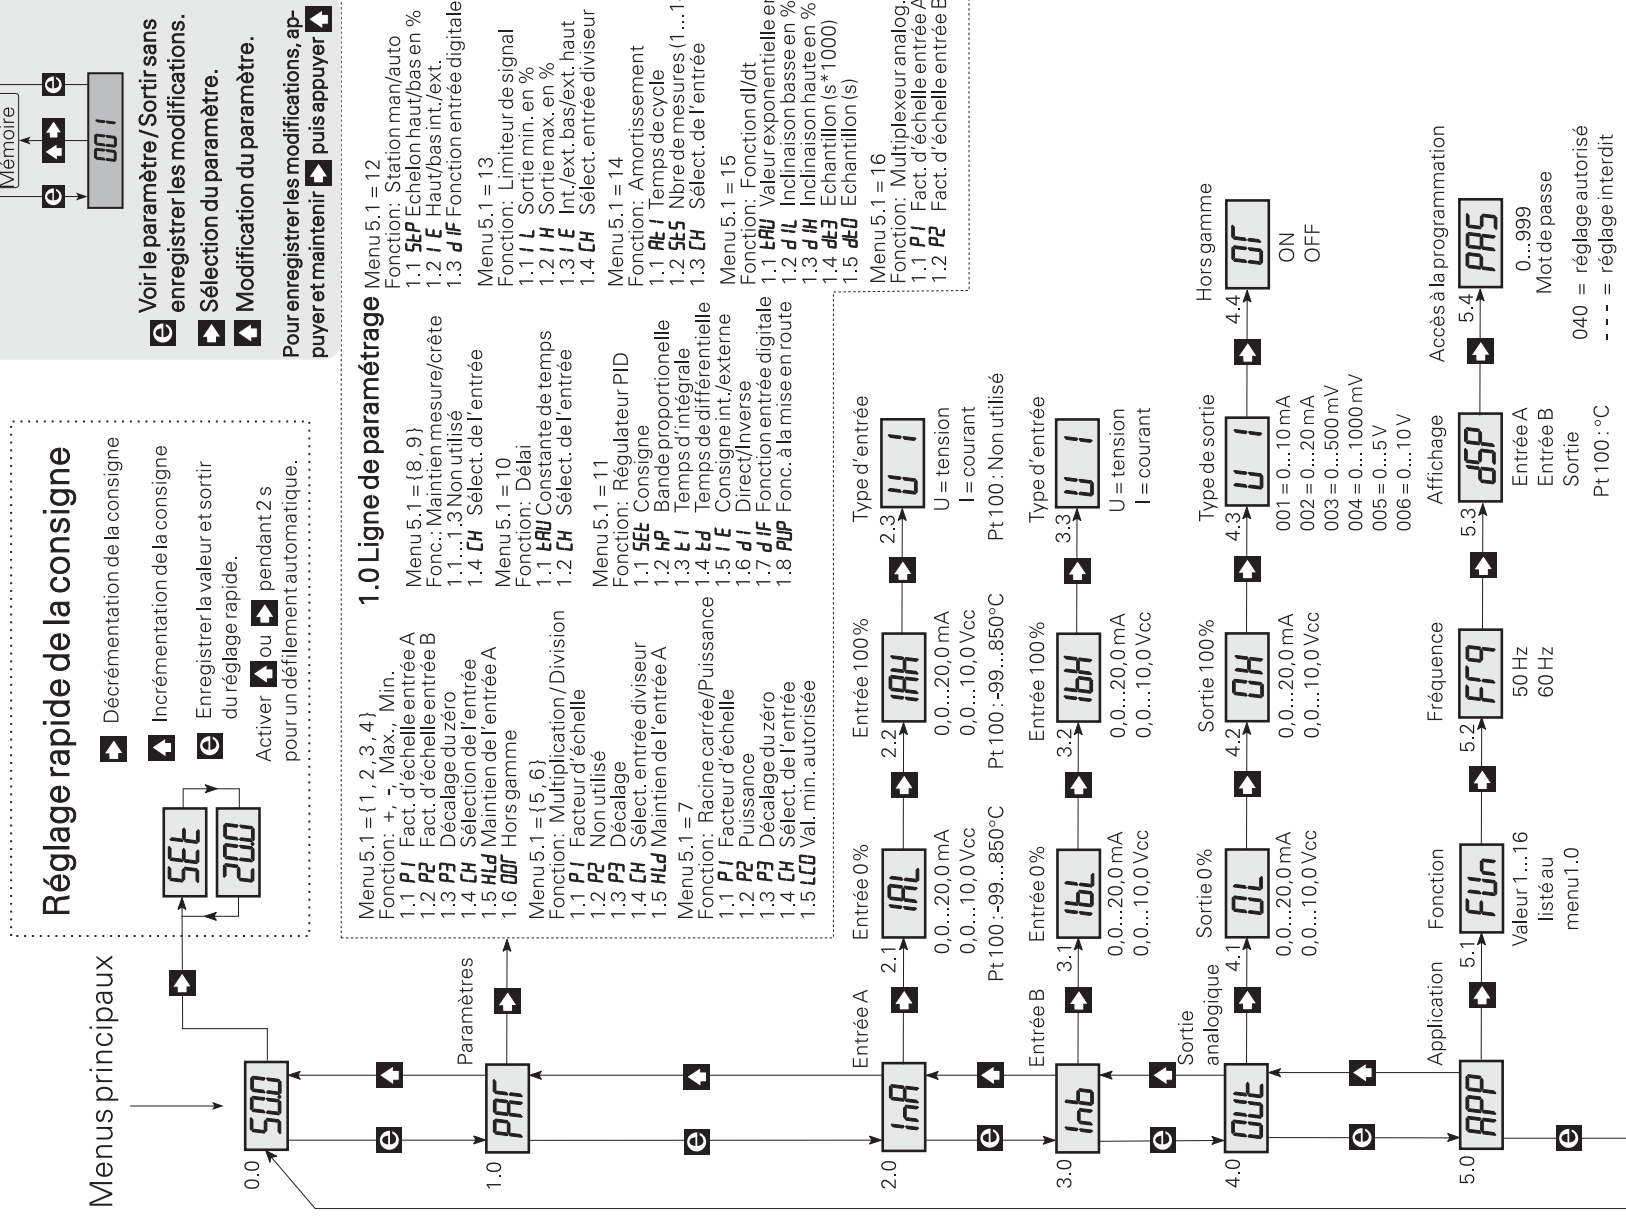 Menus principaux
Réglage rapide de la consigne
SEt
20.0
Décrémentation de la consigne
Incrémentation de la consigne
e Enregistrer la valeur et sortir
du réglage rapide.
Activer ou pendant 2 s
pour un défilement automatique.
Mémoire
e
e
001
e Voir le paramètre / Sortir sans
enregistrer les modifications.
Sélection du paramètre.
Modification du paramètre.
Pour enregistrer les modifications, ap-
puyer et maintenir puis appuyer
0.0
50.0
e
1.0
PAr
Paramètres
1.0 Ligne de paramétrage
Menu 5.1 = {1, 2, 3, 4}
Fonction: +, -, Max., Min.
1.1 P1 Fact. d'échelle entrée A
1.2 P2 Fact. d'échelle entrée B
1.3 P3 Décalage du zéro
1.4 CH Sélection de l'entrée
1.5 HLd Maintien de l'entrée A
1.6 OOr Hors gamme
Menu 5.1 = {5, 6}
Fonction: Multiplication / Division
1.1 P1 Facteur d'échelle
1.2 P2 Non utilisé
1.3 P3 Décalage
1.4 CH Sélect. entrée diviseur
1.5 HLd Maintien de l'entrée A
Menu 5.1 = 7
Fonction: Racine carrée/Puissance
1.1 P1 Facteur d'échelle
1.2 P2 Puissance
1.3 P3 Décalage du zéro
1.4 CH Sélect. de l'entrée
1.5 LCO Val. min. autorisée
Menu 5.1 = {8, 9}
Fonc.: Maintien mesure/crête
1.1...1.3 Non utilisé
1.4 CH Sélect. de l'entrée
Menu 5.1 = 10
Fonction: Délai
1.1 tAU Constante de temps
1.2 CH Sélect. de l'entrée
Menu 5.1 = 11
Fonction: Régulateur PID
1.1 SEt Consigne
1.2 hP Bande proportionelle
1.3 tI Temps d'intégrale
1.4 td Temps de différentielle
1.5 I E Consigne int./externe
1.6 dI Direct/Inverse
1.7 dIF Fonction entrée digitale
1.8 PUP Fonc. à la mise en route
Menu 5.1 = 12
Fonction: Station man/auto
1.1 StP Echelon haut/bas en %
1.2 I E Haut/bas int./ext.
1.3 dIF Fonction entrée digitale
Menu 5.1 = 13
Fonction: Limiteur de signal
1.1 I L Sortie min. en %
1.2 I H Sortie max. en %
1.3 I E Int./ext. bas/ext. haut
1.4 CH Sélect. entrée diviseur
Menu 5.1 = 14
Fonction: Amortissement
1.1 AtI Temps de cycle
1.2 StS Nbre de mesures (1...1
1.3 CH Sélect. de l'entrée
Menu 5.1 = 15
Fonction: Fonction dI/dt
1.1 tAU Valeur exponentielle e
1.2 dIL Inclinaison basse en %
1.3 dIH Inclinaison haute en %
1.4 dt3 Echantillon (s*1000)
1.5 dt0 Echantillon (s)
Menu 5.1 = 16
Fonction: Multiplexeur analog.
1.1 P1 Fact. d'échelle entrée A
1.2 P2 Fact. d'échelle entrée B
e
2.0
InA
Entrée A
2.1
Entrée 0%
IAL
0,0...20,0 mA
0,0...10,0 Vcc
Pt 100 : -99...850°C
2.2
Entrée 100%
IAH
0,0...20,0 mA
0,0...10,0 Vcc
Pt 100 : -99...850°C
2.3
Type d'entrée
U I
U = tension
I = courant
Pt 100 : Non utilisé
e
3.0
Inb
Entrée B
3.1
Entrée 0%
IbL
0,0...20,0 mA
0,0...10,0 Vcc
3.2
Entrée 100%
IbH
0,0...20,0 mA
0,0...10,0 Vcc
3.3
Type d'entrée
U I
U = tension
I = courant
e
4.0
OUt
Sortie
analogique
4.1
Sortie 0%
OL
0,0...20,0 mA
0,0...10,0 Vcc
4.2
Sortie 100%
OH
0,0...20,0 mA
0,0...10,0 Vcc
4.3
Type de sortie
U I
001 = 0...10 mA
002 = 0...20 mA
003 = 0...500 mV
004 = 0...1000 mV
005 = 0...5 V
006 = 0...10 V
4.4
Hors gamme
Or
ON
OFF
e
5.0
APP
Application
5.1
Fonction
FUn
Valeur 1...16
listé au
menu 1.0
5.2
Fréquence
Frq
50 Hz
60 Hz
5.3
Affichage
dSP
Entrée A
Entrée B
Sortie
Pt 100 : °C
5.4
Accès à la programmation
PAS
0...999
Mot de passe
040 = réglage autorisé
- - - = réglage interdit
e